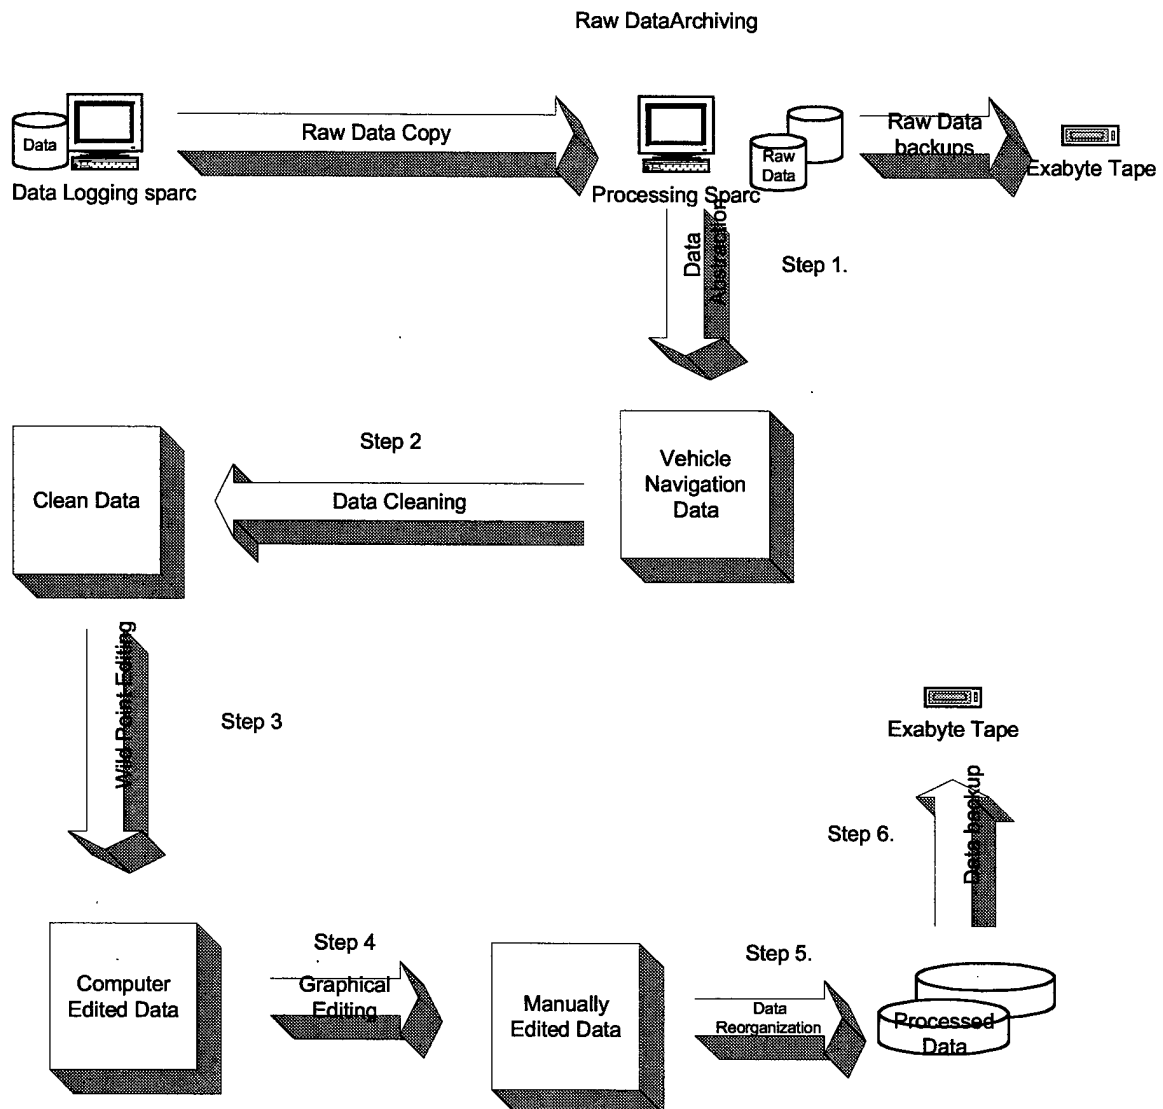 Raw DataArchiving
Data
Data Logging sparc
Raw Data Copy
Processing Sparc
Raw
Data
Raw Data
backups
Exabyte Tape
Data
Abstraction
Step 1.
Vehicle
Navigation
Data
Step 2
Data Cleaning
Clean Data
Wild Point Editing
Step 3
Computer
Edited Data
Step 4
Graphical
Editing
Manually
Edited Data
Step 5.
Data
Reorganization
Processed
Data
Step 6.
Data backup
Exabyte Tape